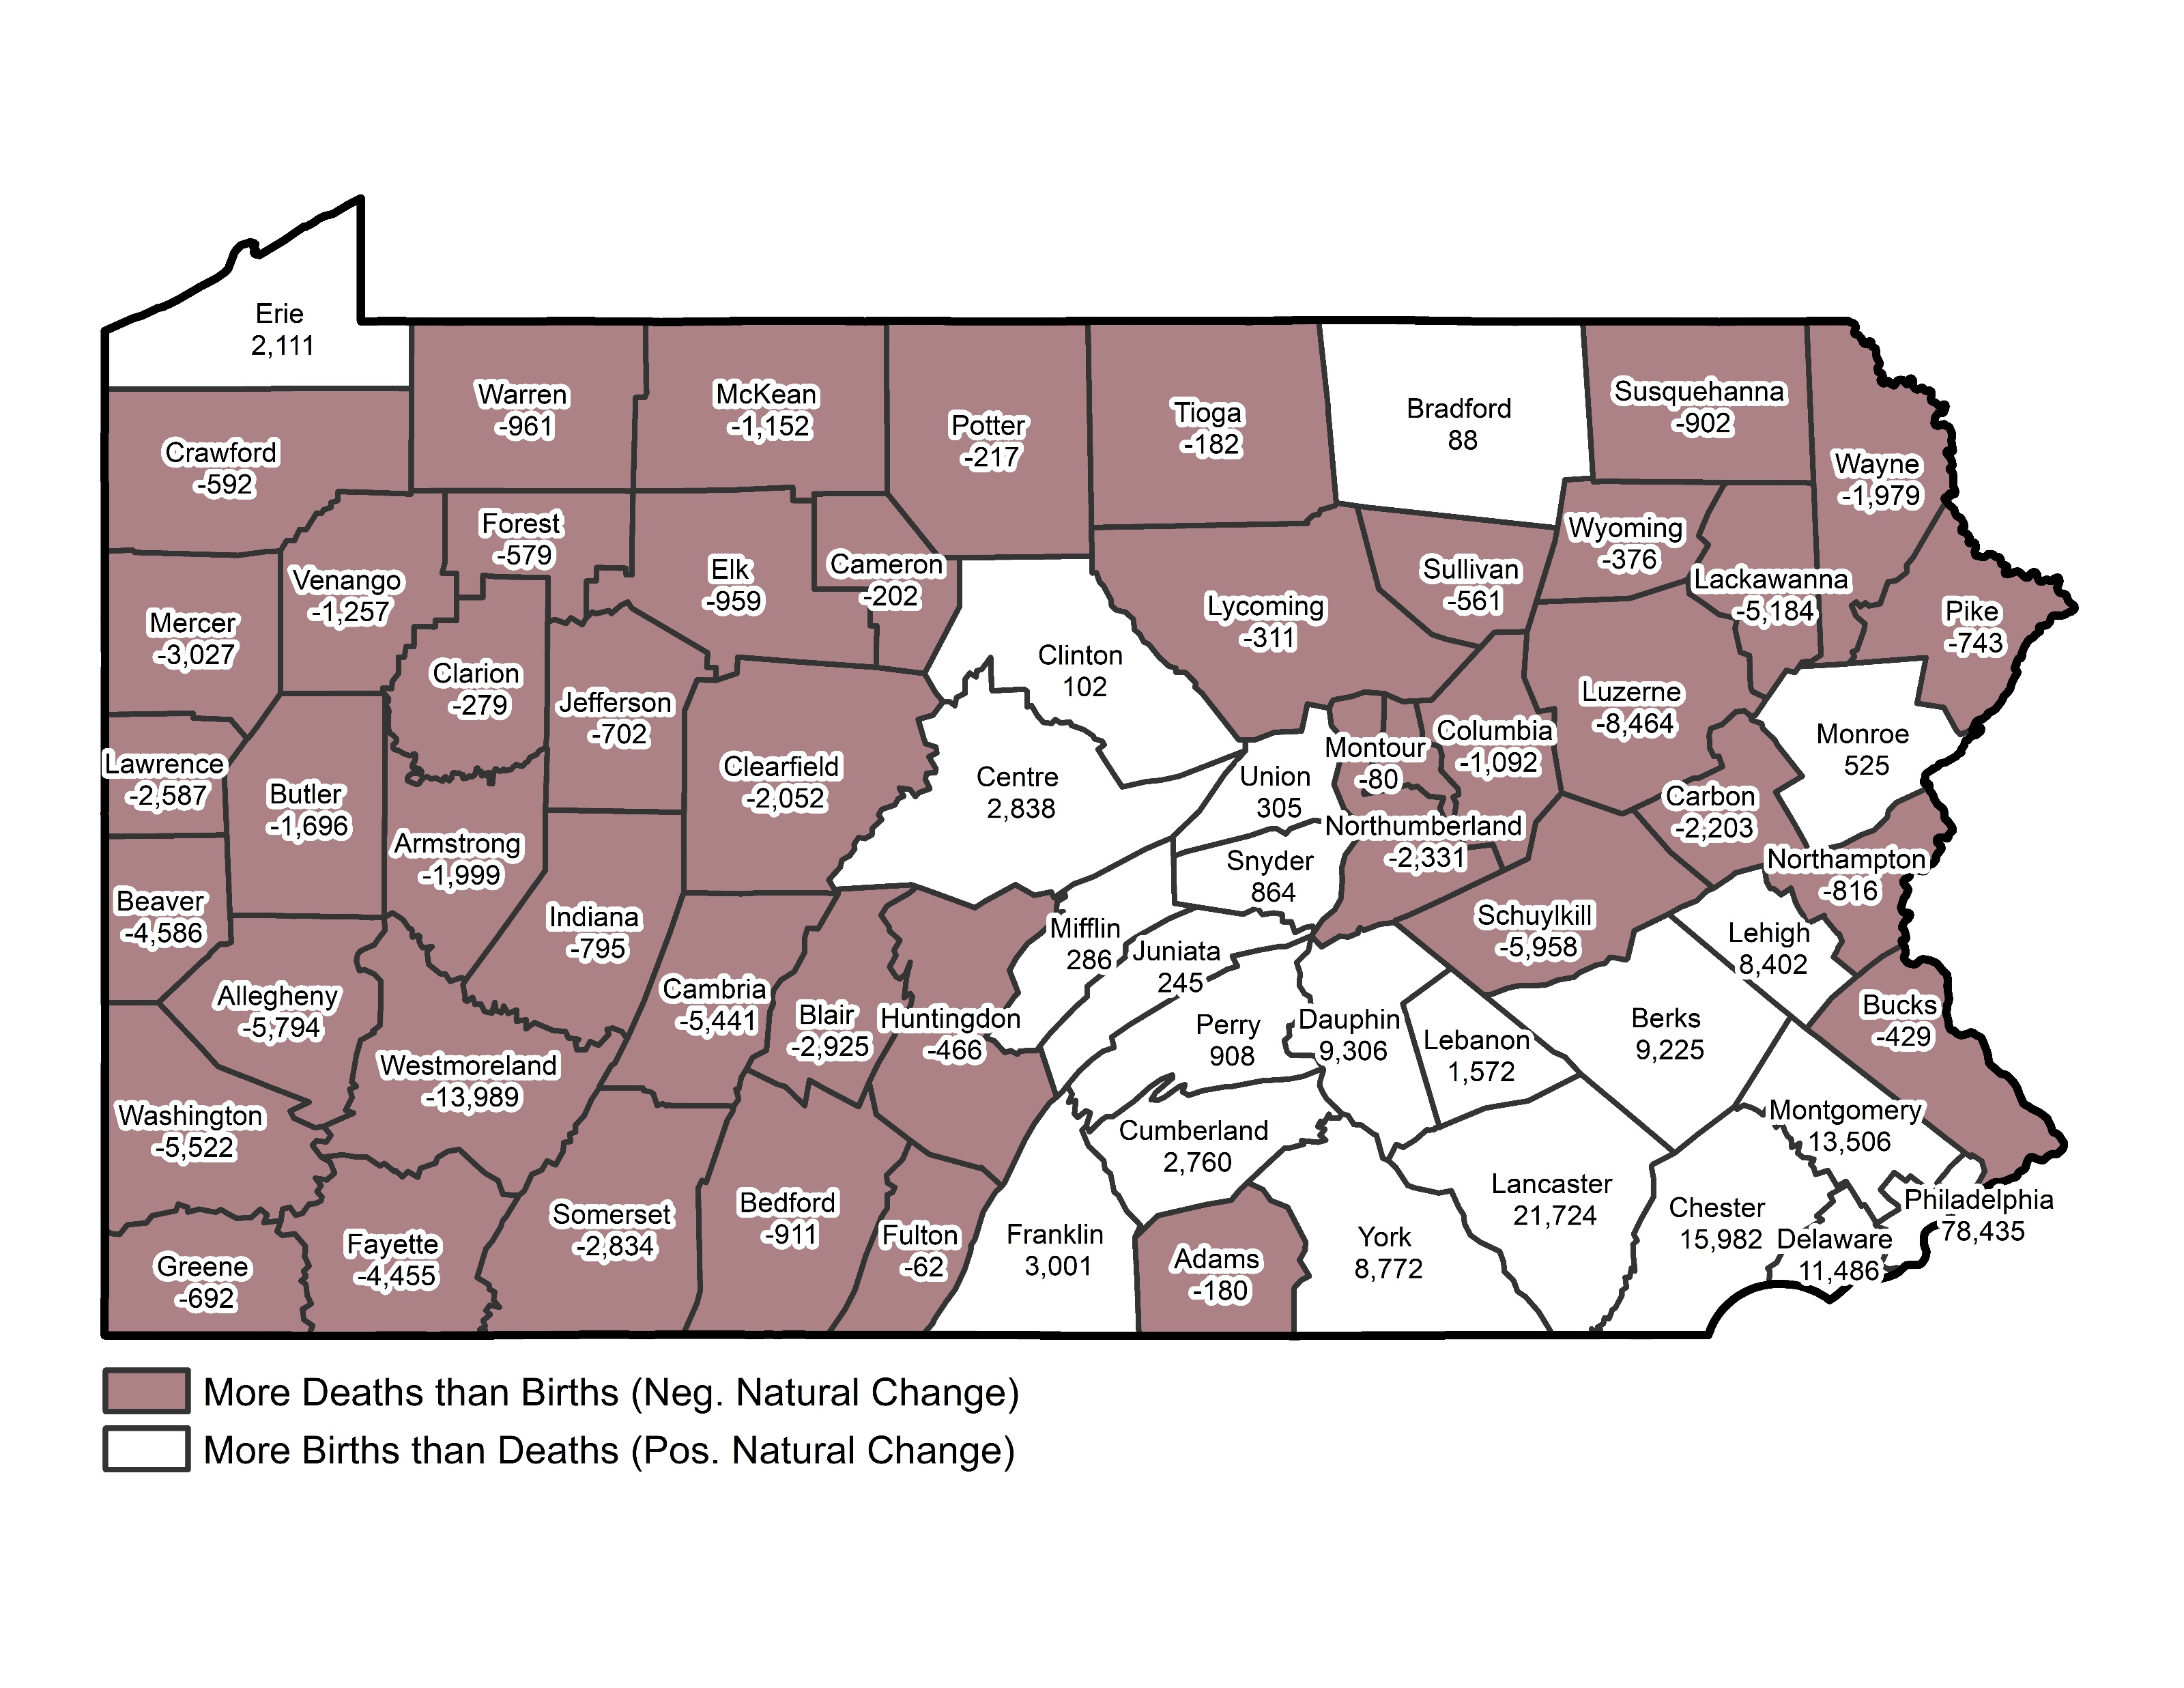 Erie
2,111
Warren
-961
McKean
-1,152
Potter
-217
Tioga
-182
Bradford
88
Susquehanna
-902
Wayne
-1,979
Crawford
-592
Forest
-579
Elk
-959
Cameron
-202
Venango
-1,257
Mercer
-3,027
Clarion
-279
Jefferson
-702
Clearfield
-2,052
Clinton
102
Lycoming
-311
Sullivan
-561
Wyoming
-376
Lackawanna
-5,184
Pike
-743
Luzerne
-8,464
Monroe
525
Columbia
-1,092
Montour
-80
Union
305
Centre
2,838
Lawrence
-2,587
Butler
-1,696
Armstrong
-1,999
Northumberland
-2,331
Snyder
864
Carbon
-2,203
Northampton
-816
Beaver
-4,586
Indiana
-795
Schuylkill
-5,958
Lehigh
8,402
Mifflin
286
Juniata
245
Allegheny
-5,794
Cambria
-5,441
Blair
-2,925
Huntingdon
-466
Perry
908
Dauphin
9,306
Lebanon
1,572
Berks
9,225
Bucks
-429
Westmoreland
-13,989
Washington
-5,522
Cumberland
2,760
Montgomery
13,506
Lancaster
21,724
Chester
15,982
Delaware
11,486
Philadelphia
78,435
Greene
-692
Fayette
-4,455
Somerset
-2,834
Bedford
-911
Fulton
-62
Franklin
3,001
Adams
-180
York
8,772
More Deaths than Births (Neg. Natural Change)
More Births than Deaths (Pos. Natural Change)